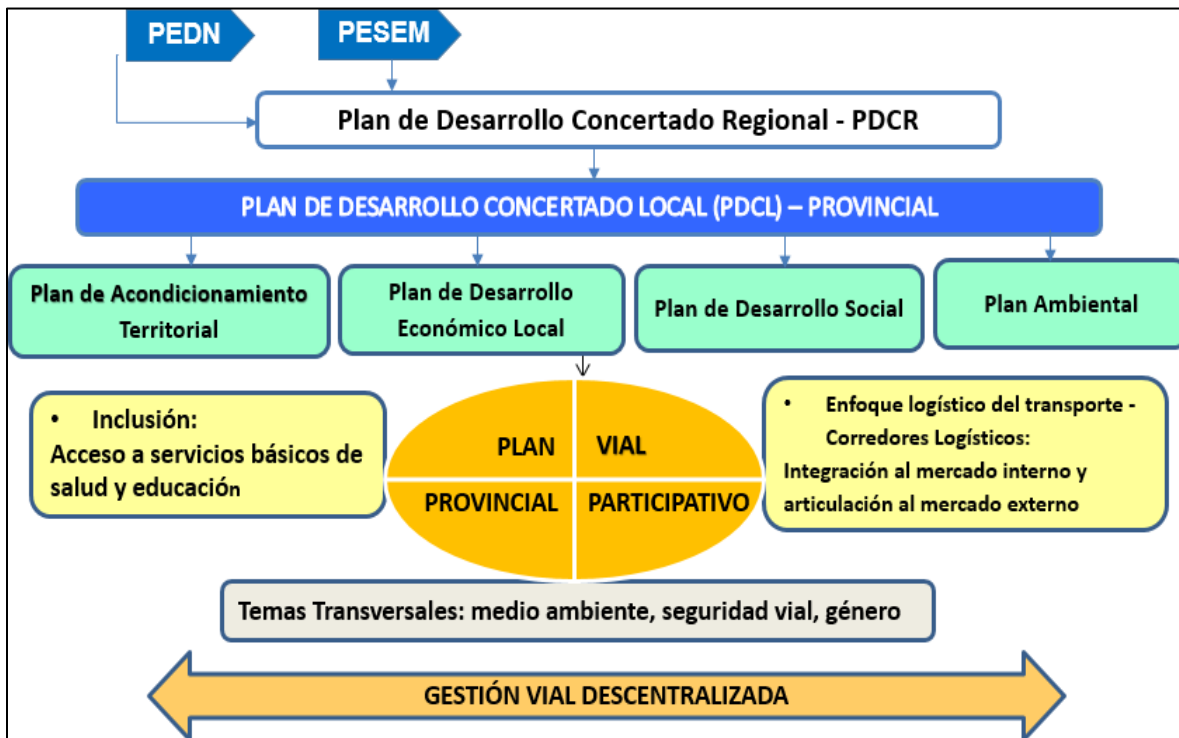 PEDN
PESEM
Plan de Desarrollo Concertado Regional - PDCR
PLAN DE DESARROLLO CONCERTADO LOCAL (PDCL) – PROVINCIAL
Plan de Acondicionamiento
Territorial
Plan de Desarrollo
Económico Local
Plan de Desarrollo Social
Plan Ambiental
• Inclusión:
Acceso a servicios básicos de
salud y educación
PLAN VIAL
PROVINCIAL PARTICIPATIVO
• Enfoque logístico del transporte -
Corredores Logísticos:
Integración al mercado interno y
articulación al mercado externo
Temas Transversales: medio ambiente, seguridad vial, género
GESTIÓN VIAL DESCENTRALIZADA